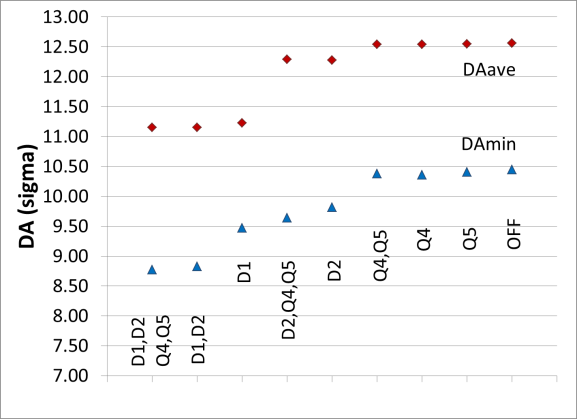 13.00
12.50
12.00
11.50
11.00
10.50
10.00
9.50
9.00
8.50
8.00
7.50
7.00
DA (sigma)
DAave
DAmin
D1,D2
Q4,Q5
D1,D2
D1
D2,Q4,Q5
D2
Q4,Q5
Q4
Q5
OFF